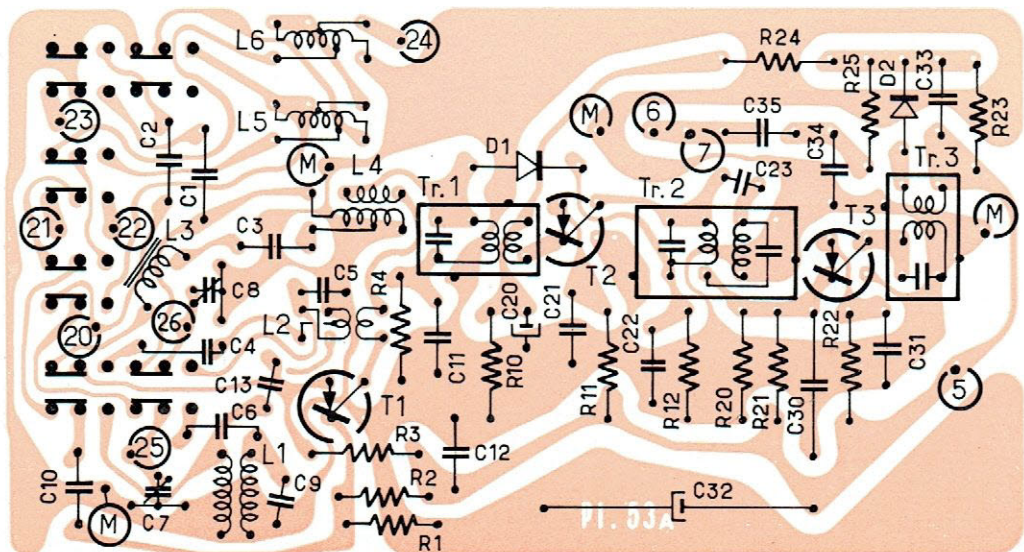 L6
24
R24
R25
D2
C33
R23
23
C2
C1
L5
M
L4
D1
M
6
7
C35
C34
C23
Tr.1
Tr.2
Tr.3
T3
M
21
22
L3
C3
T2
C8
C5
R4
26
L2
20
C4
C11
R10
C20
C21
R11
C22
R12
R20
R21
C30
R22
C31
5
C13
C6
T1
25
L1
R3
C12
C10
C9
R2
M
C7
R1
C32
P1.53A